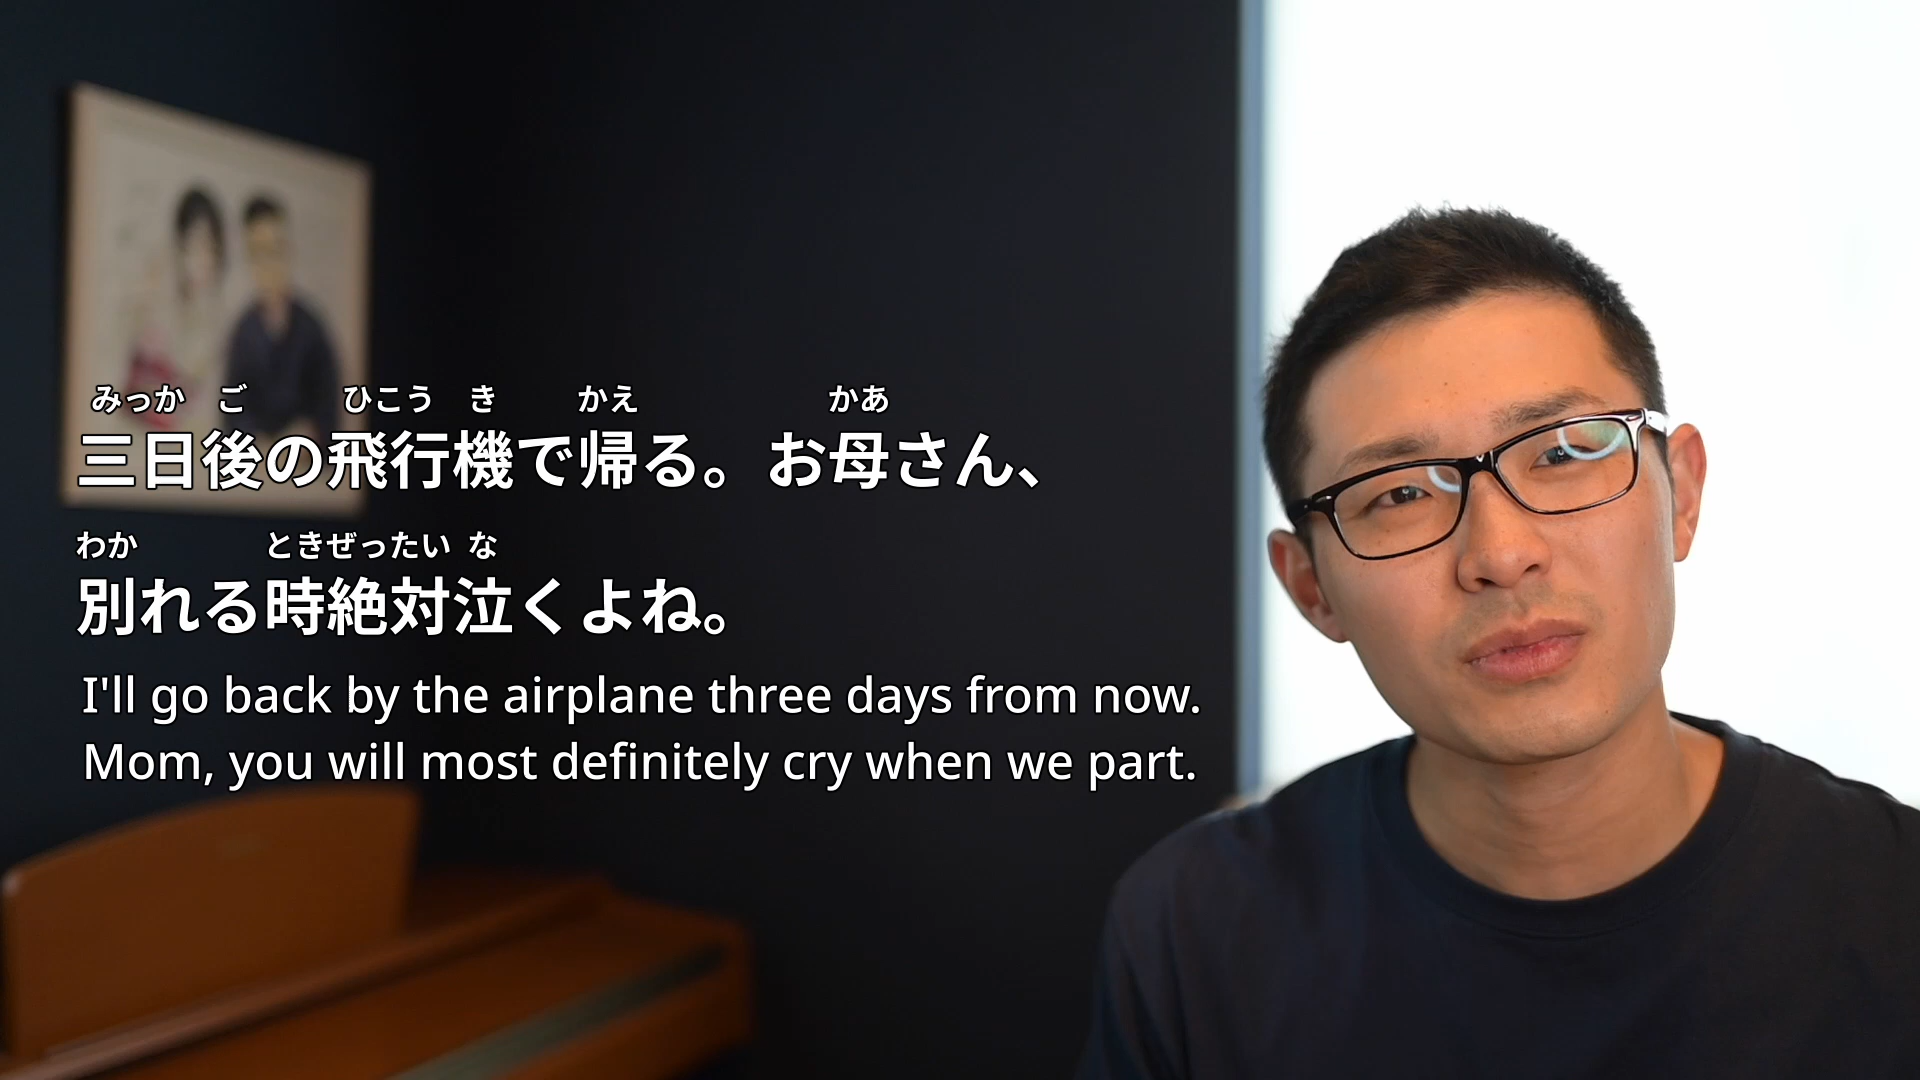 みっか ご ひこう き かえ かあ
三日後の飛行機で帰る。お母さん、
わか ときぜったい な
別れる時絶対泣くよね。
I'll go back by the airplane three days from now.
Mom, you will most definitely cry when we part.